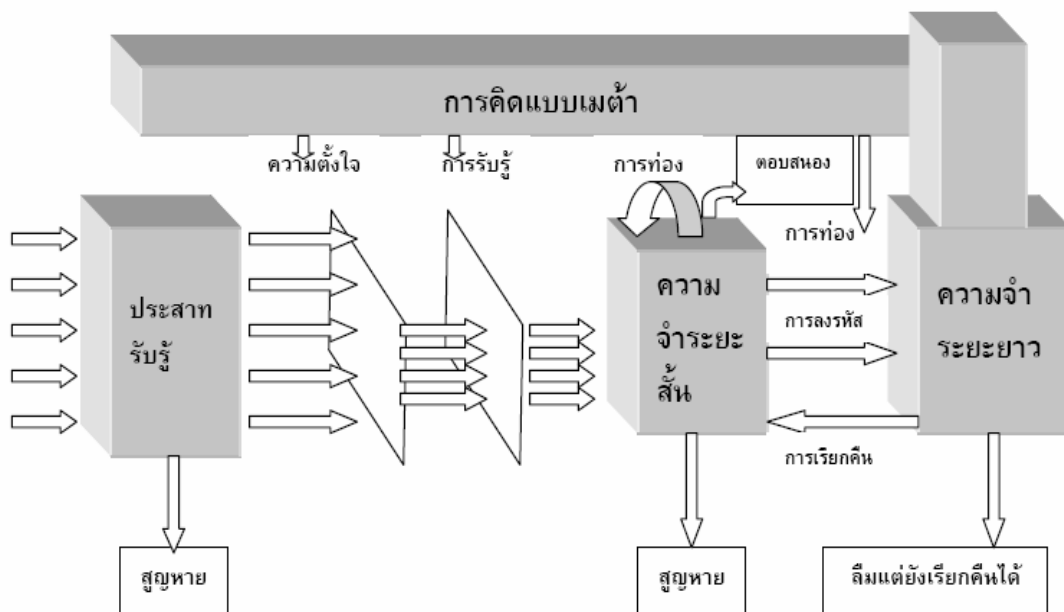 การคิดแบบเมต้า
ความตั้งใจ
การรับรู้
การท่อง
ตอบสนอง
การท่อง
ประสาท
รับรู้
ความ
จำระยะ
สั้น
การลงรหัส
ความจำ
ระยะยาว
การเรียกคืน
สูญหาย
สูญหาย
ลืมแต่ยังเรียกคืนได้